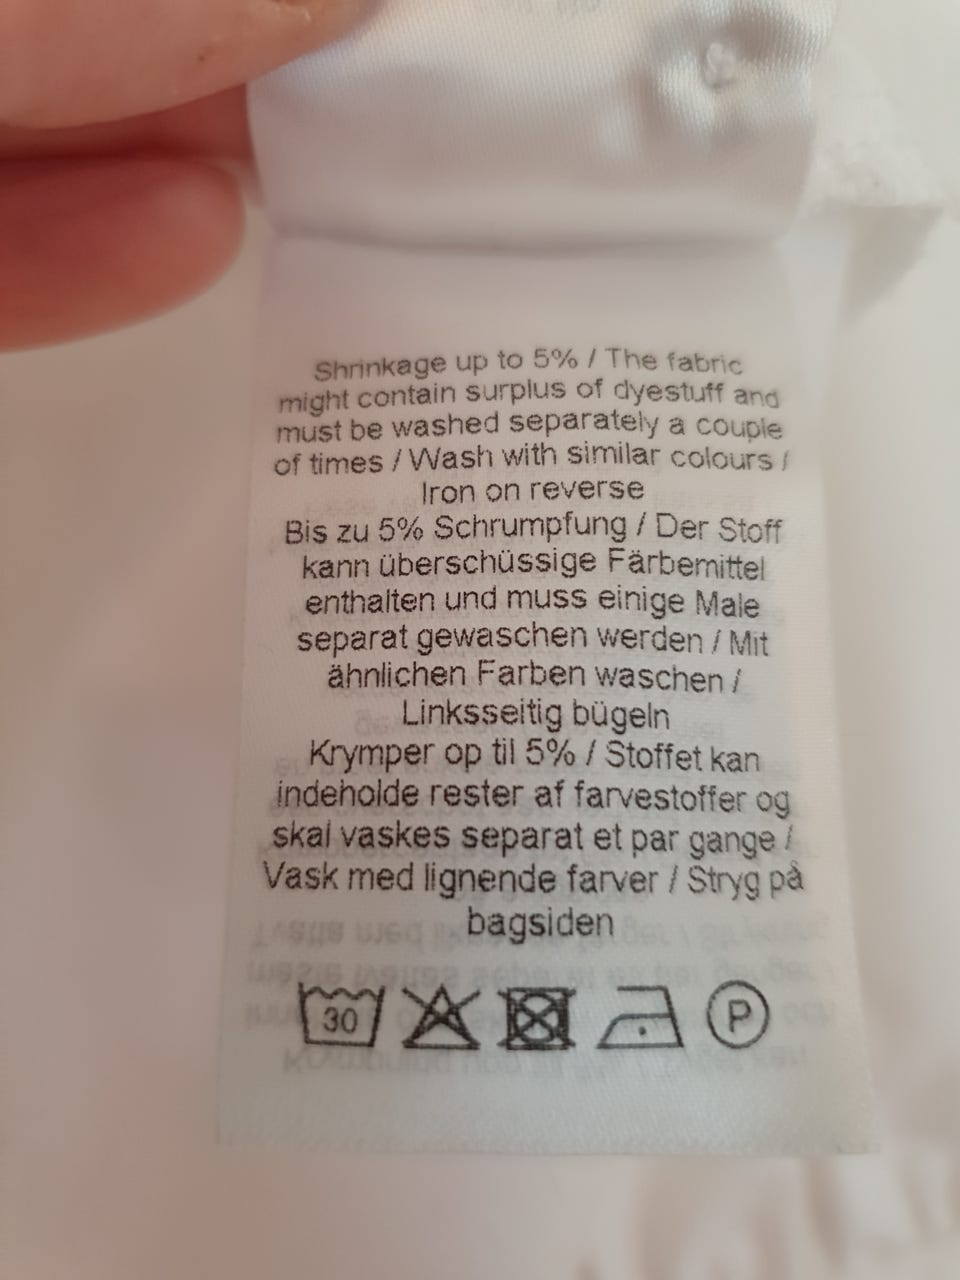 Shrinkage up to 5% / The fabric
might contain surplus of dyestuff and
must be washed separately a couple
of times / Wash with similar colours /
Iron on reverse
Bis zu 5% Schrumpfung / Der Stoff
kann überschüssige Färbemittel
enthalten und muss einige Male
separat gewaschen werden / Mit
ähnlichen Farben waschen /
Linksseitig bügeln
Krymper op til 5% / Stoffet kan
indeholde rester af farvestoffer og
skal vaskes separat et par gange /
Vask med lignende farver / Stryg på
bagsiden
30 P